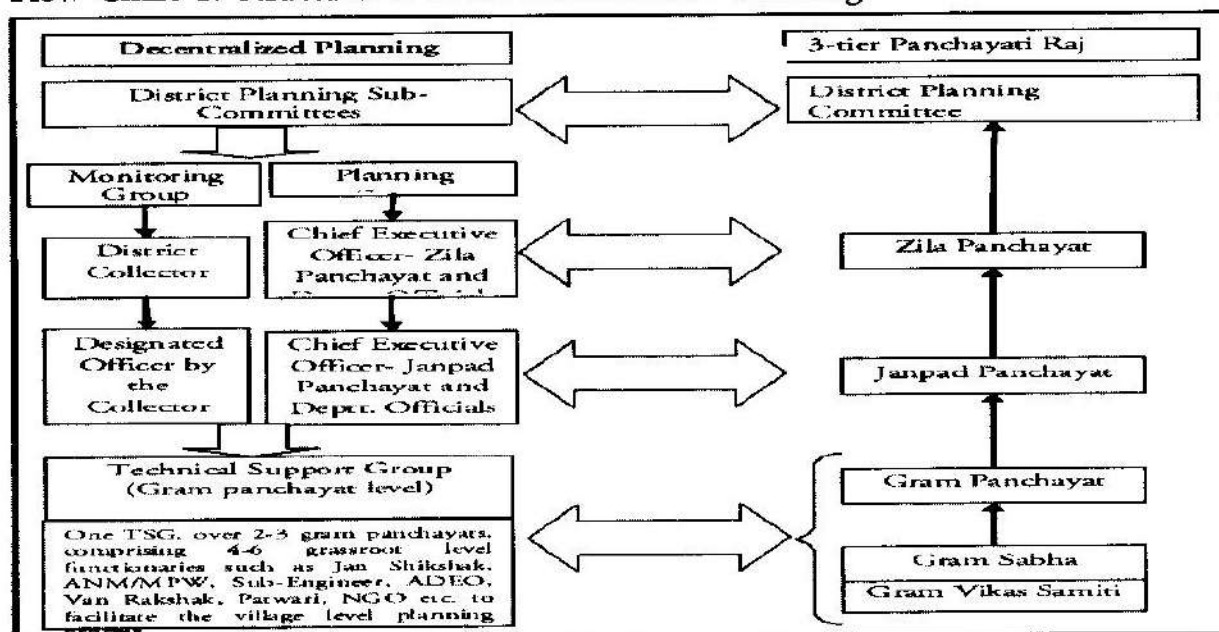 Decentralized Planning
District Planning Sub-
Committees
Monitoring
Group
Planning
District
Collector
Chief Executive
Officer- Zila
Panchayat and
Designated
Officer by
the
Collector
Chief Executive
Officer- Janpad
Panchayat and
Deptt. Officials
Technical Support Group
(Gram panchayat level)
One TSG, over 2-3 gram panchayats,
comprising 4-6 grassroot level
functionaries such as Jan Shikshak,
ANM/MPW, Sub-Engineer, ADEO,
Van Rakshak, Patwari, NGO etc. to
facilitate the village level planning
3-tier Panchayati Raj
District Planning
Committee
Zila Panchayat
Janpad Panchayat
Gram Panchayat
Gram Sabha
Gram Vikas Samiti